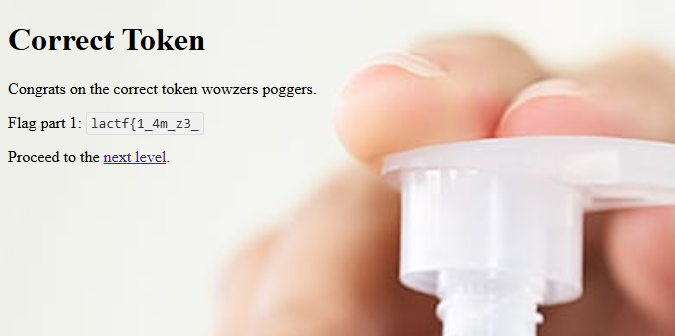 Correct Token
Congrats on the correct token wowzers poggers.
Flag part 1: lactf{1_4m_z3_
Proceed to the next level.